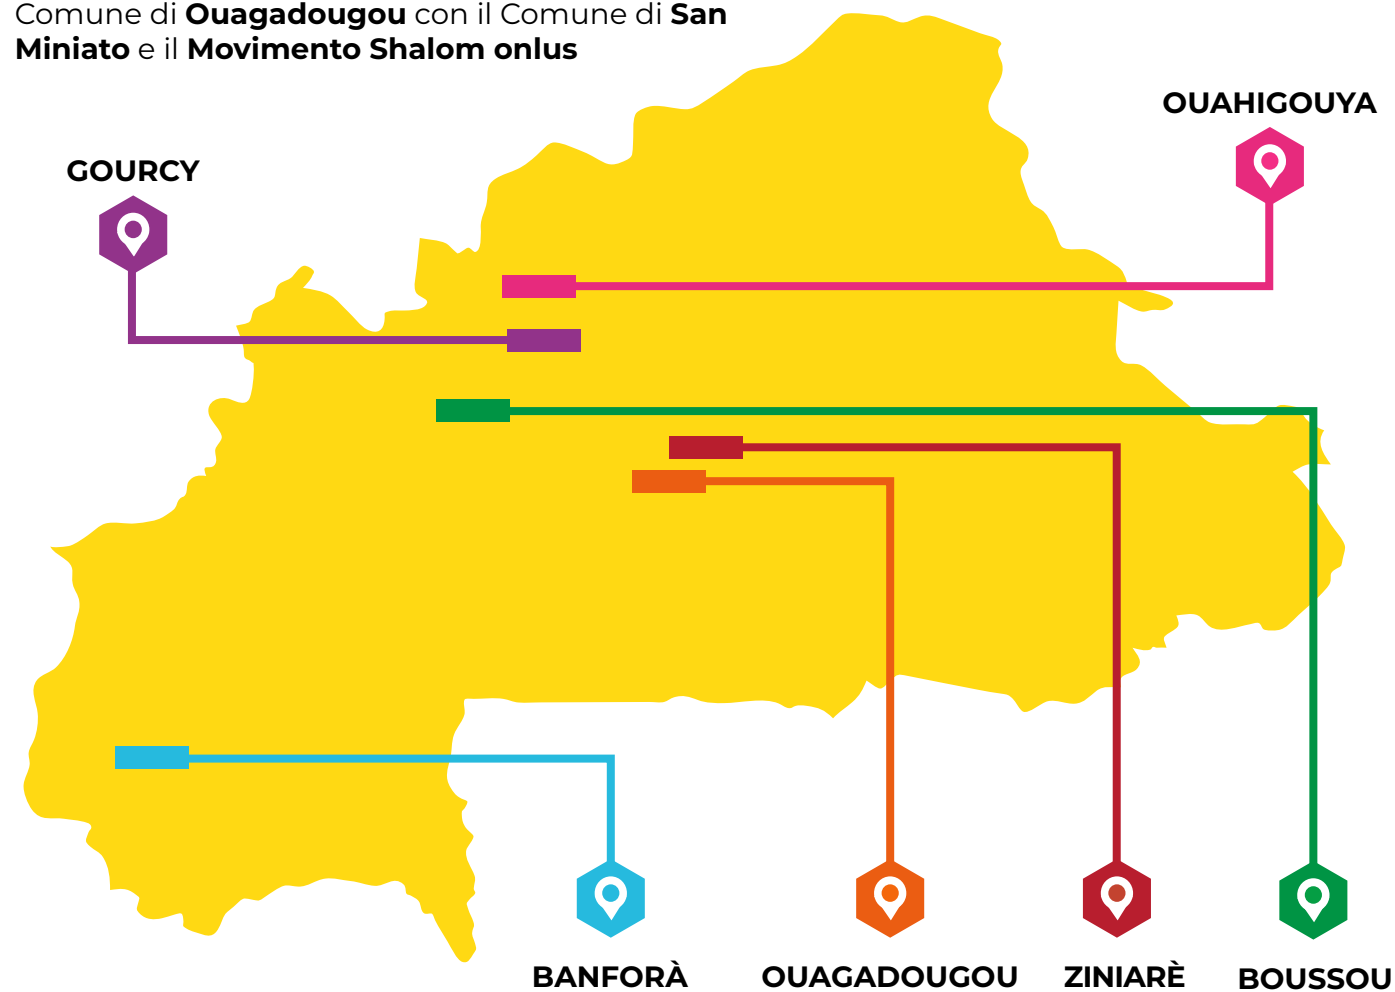 Comune di Ouagadougou con il Comune di San
Miniato e il Movimento Shalom onlus
OUAHIGOUYA
GOURCY
BANFORÀ
OUAGADOUGOU
ZINIARÈ
BOUSSOU